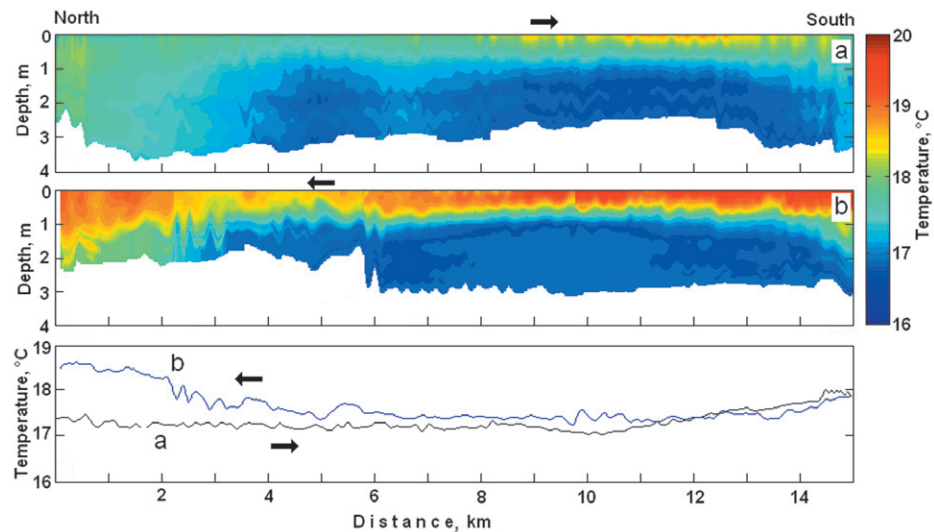 North South
0 a 20
1
2
3
4
Depth, m
19
18
17
16
Temperature, °C
0 b
1
2
3
4
Depth, m
19 b
18
17 a
16
Temperature, °C
2 4 6 8 10 12 14
Distance, km